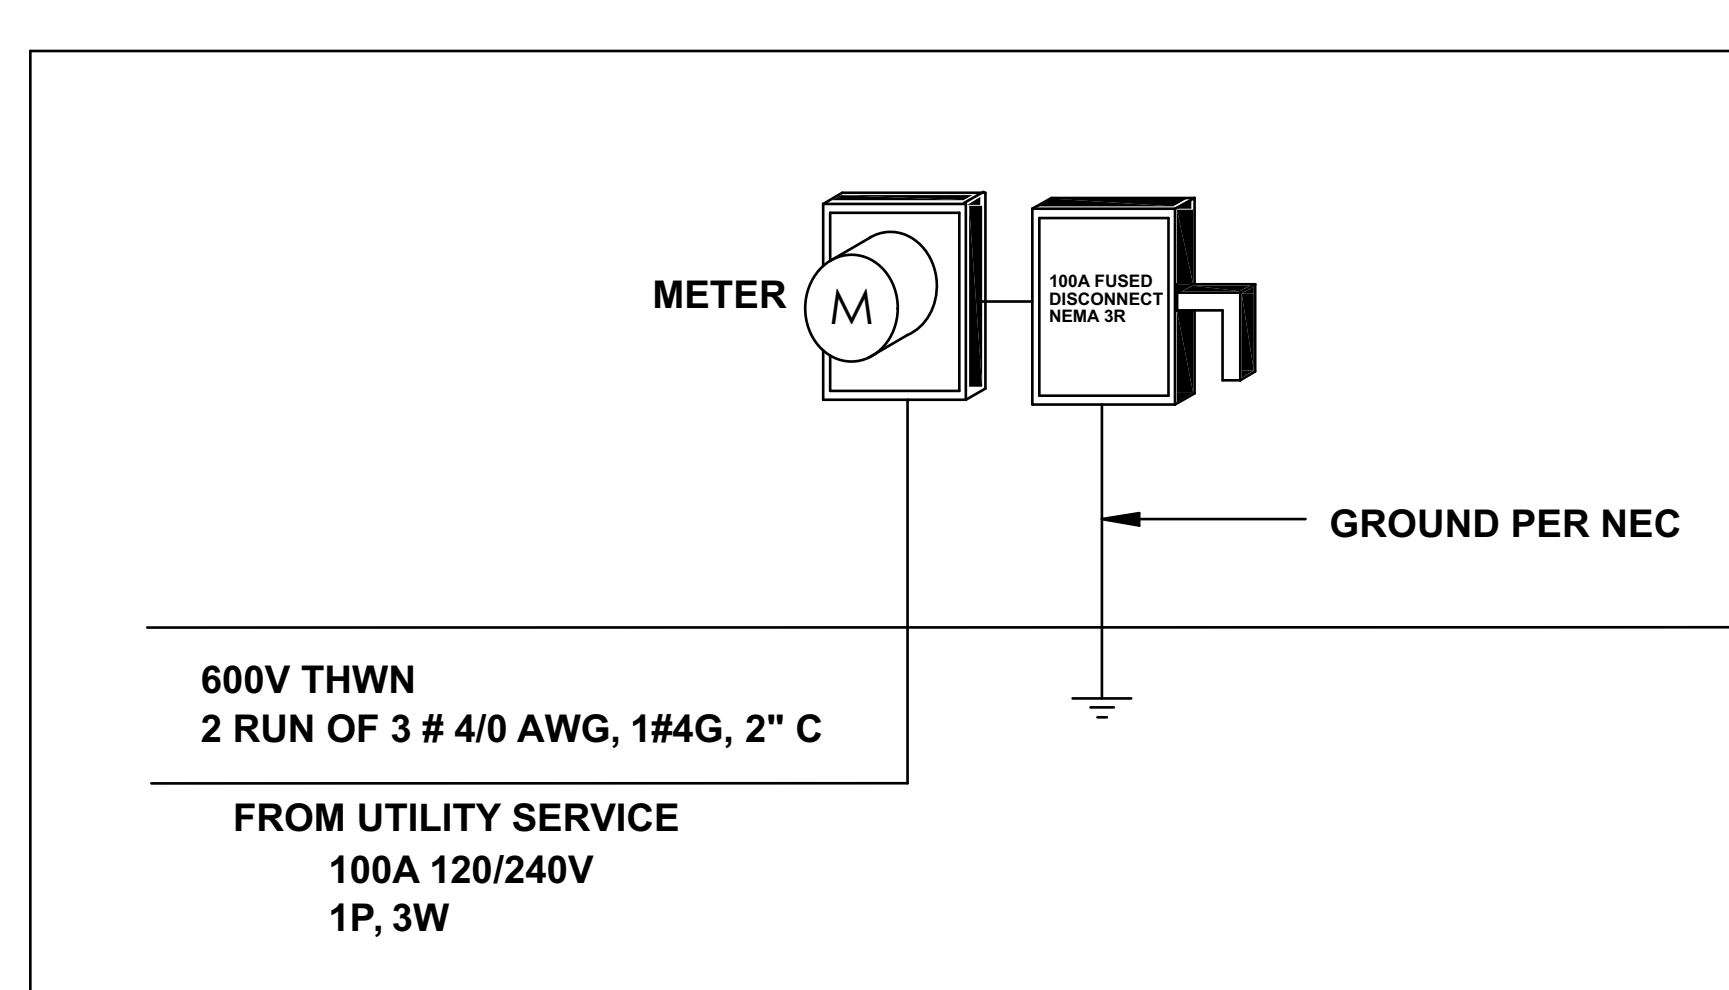 METER
M
100A FUSED
DISCONNECT
NEMA 3R
GROUND PER NEC
600V THWN
2 RUN OF 3 # 4/0 AWG, 1#4G, 2" C
FROM UTILITY SERVICE
100A 120/240V
1P, 3W